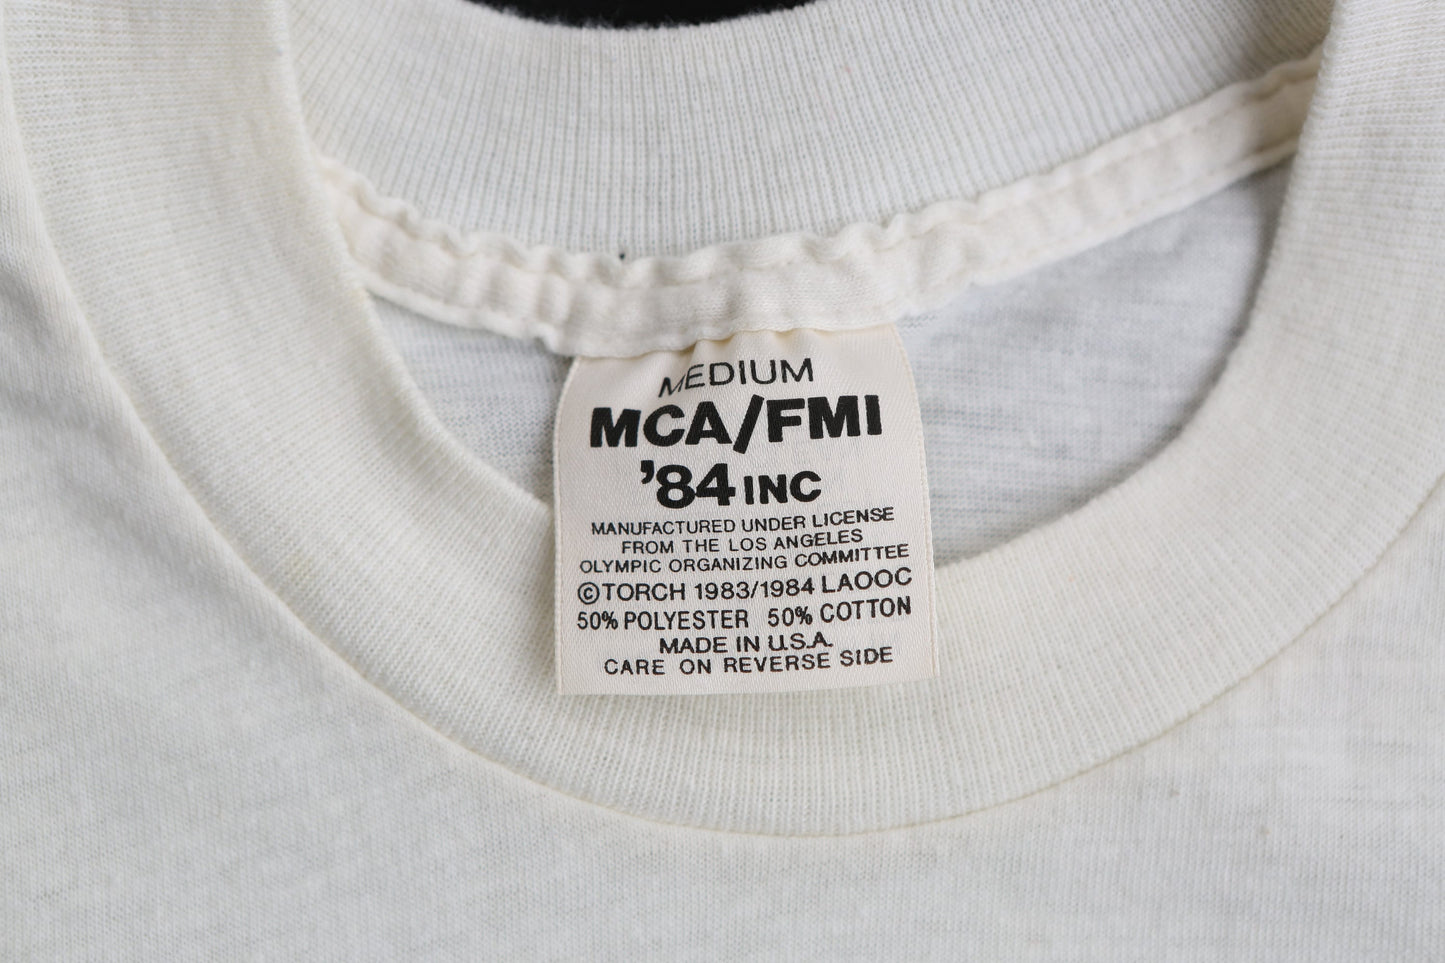 MEDIUM
MCA/FMI
’84 INC
MANUFACTURED UNDER LICENSE
FROM THE LOS ANGELES
OLYMPIC ORGANIZING COMMITTEE
©TORCH 1983/1984 LAOOC
50% POLYESTER 50% COTTON
MADE IN U.S.A.
CARE ON REVERSE SIDE